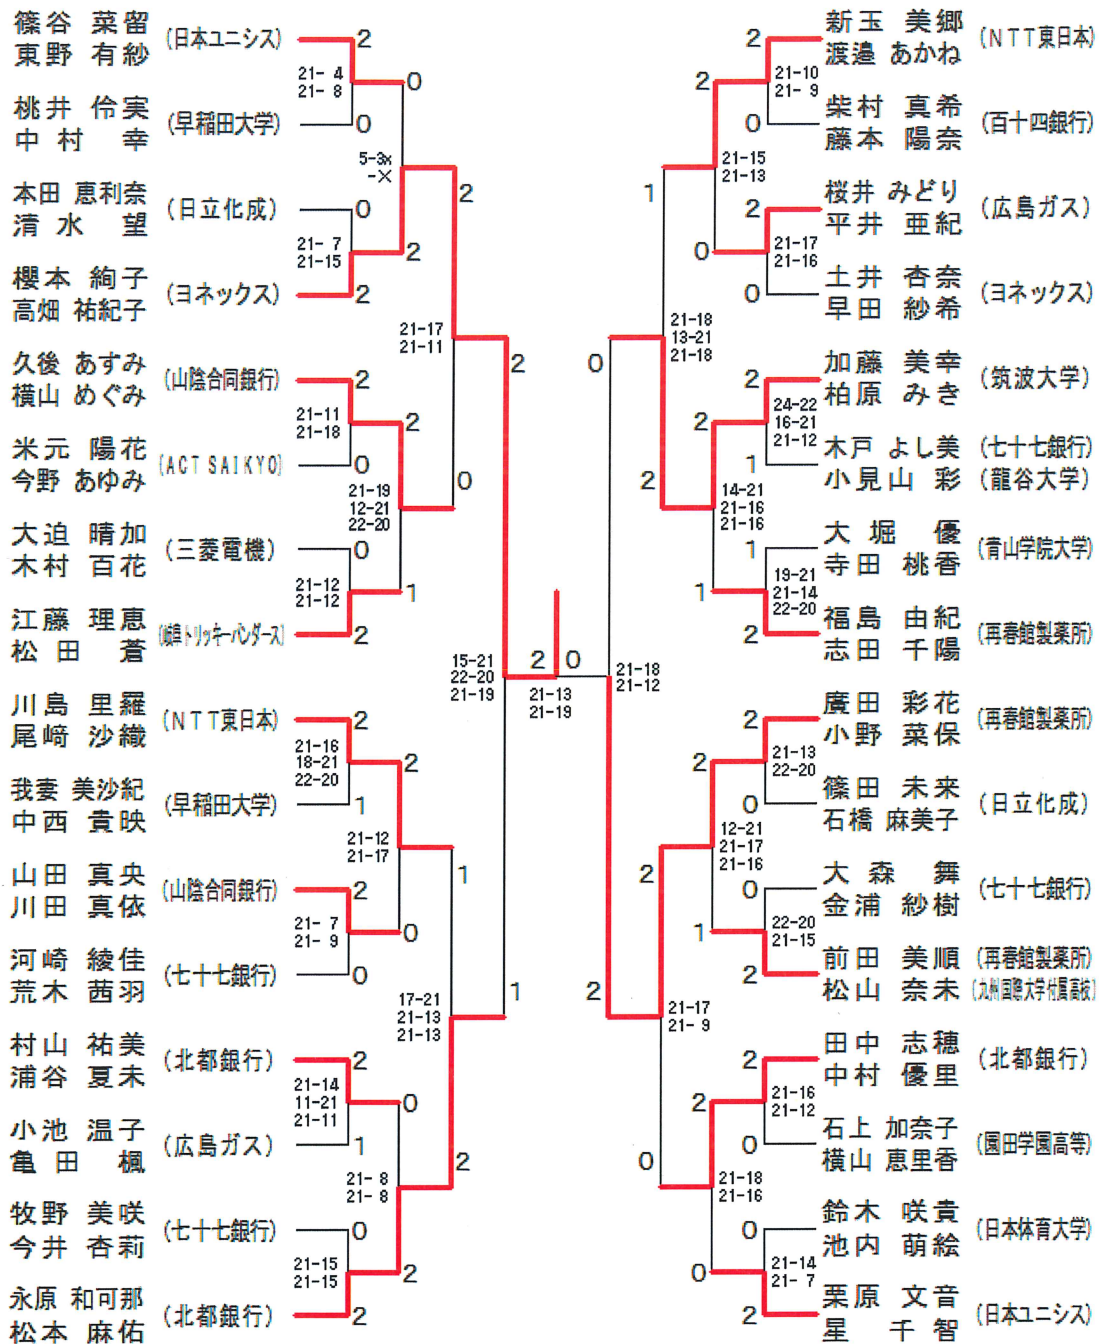 篠谷 菜留
東野 有紗
(日本ユニシス)
2
21- 4
21- 8
0
桃井 伶実
中村 幸
(早稲田大学)
0
5-3x
-×
2
本田 恵利奈
清水 望
(日立化成)
0
21- 7
21-15
2
櫻本 絢子
高畑 祐紀子
(ヨネックス)
2
21-17
21-11
2
久後 あずみ
横山 めぐみ
(山陰合同銀行)
2
21-11
21-18
2
米元 陽花
今野 あゆみ
(ACT SAIKYO)
0
21-19
12-21
22-20
0
大迫 晴加
木村 百花
(三菱電機)
0
21-12
21-12
1
江藤 理恵
松田 蒼
(岐阜トリッキーパンダース)
2
15-21
22-20
21-19
川島 里羅
尾﨑 沙織
(NTT東日本)
2
21-16
18-21
22-20
2
我妻 美沙紀
中西 貴映
(早稲田大学)
1
21-12
21-17
1
山田 真央
川田 真依
(山陰合同銀行)
2
21- 7
21- 9
0
河崎 綾佳
荒木 茜羽
(七十七銀行)
0
17-21
21-13
21-13
1
村山 祐美
浦谷 夏未
(北都銀行)
2
21-14
11-21
21-11
0
小池 温子
亀田 楓
(広島ガス)
1
21- 8
21- 8
2
牧野 美咲
今井 杏莉
(七十七銀行)
0
21-15
21-15
2
永原 和可那
松本 麻佑
(北都銀行)
2
2 0
21-13
21-19
新玉 美郷
渡邉 あかね
(NTT東日本)
2
21-10
21- 9
2
柴村 真希
藤本 陽奈
(百十四銀行)
0
21-15
21-13
1
桜井 みどり
平井 亜紀
(広島ガス)
2
21-17
21-16
0
土井 杏奈
早田 紗希
(ヨネックス)
0
21-18
13-21
21-18
0
加藤 美幸
柏原 みき
(筑波大学)
2
24-22
16-21
21-12
2
木戸 よし美
小見山 彩
(七十七銀行)
(龍谷大学)
1
14-21
21-16
21-16
2
大堀 優
寺田 桃香
(青山学院大学)
1
19-21
21-14
22-20
1
福島 由紀
志田 千陽
(再春館製薬所)
2
21-18
21-12
廣田 彩花
小野 菜保
(再春館製薬所)
2
21-13
22-20
2
篠田 未来
石橋 麻美子
(日立化成)
0
12-21
21-17
21-16
2
大森 舞
金浦 紗樹
(七十七銀行)
0
22-20
21-15
1
前田 美順
松山 奈未
(再春館製薬所)
(九州国際大学付属高校)
2
21-17
21- 9
2
田中 志穂
中村 優里
(北都銀行)
2
21-16
21-12
2
石上 加奈子
横山 恵里香
(園田学園高等)
0
21-18
21-16
0
鈴木 咲貴
池内 萌絵
(日本体育大学)
0
21-14
21- 7
0
栗原 文音
星 千智
(日本ユニシス)
2